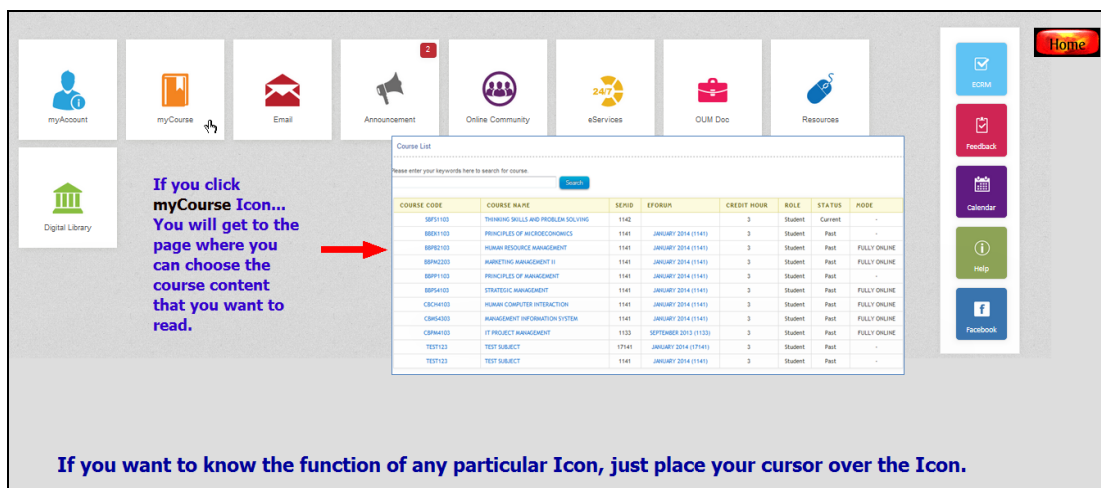 Home
2
myAccount
myCourse
Email
Announcement
Online Community
24/7
eServices
OUM Doc
Resources
ECRM
Feedback
Calendar
Help
Facebook
Digital Library
If you click
myCourse Icon...
You will get to the
page where you
can choose the
course content
that you want to
read.
Course List
Please enter your keywords here to search for course.
Search
COURSE CODE COURSE NAME SEMID EFORUM CREDIT HOUR ROLE STATUS MODE
SBFS1103 THINKING SKILLS AND PROBLEM SOLVING 1142 3 Student Current -
BBEK1103 PRINCIPLES OF MICROECONOMICS 1141 JANUARY 2014 (1141) 3 Student Past -
BBPB2103 HUMAN RESOURCE MANAGEMENT 1141 JANUARY 2014 (1141) 3 Student Past FULLY ONLINE
BBPM2203 MARKETING MANAGEMENT II 1141 JANUARY 2014 (1141) 3 Student Past FULLY ONLINE
BBPP1103 PRINCIPLES OF MANAGEMENT 1141 JANUARY 2014 (1141) 3 Student Past -
BBPS4103 STRATEGIC MANAGEMENT 1141 JANUARY 2014 (1141) 3 Student Past FULLY ONLINE
CBCH4103 HUMAN COMPUTER INTERACTION 1141 JANUARY 2014 (1141) 3 Student Past FULLY ONLINE
CBMS4303 MANAGEMENT INFORMATION SYSTEM 1141 JANUARY 2014 (1141) 3 Student Past FULLY ONLINE
CBPM4103 IT PROJECT MANAGEMENT 1133 SEPTEMBER 2013 (1133) 3 Student Past FULLY ONLINE
TEST123 TEST SUBJECT 17141 JANUARY 2014 (17141) 3 Student Past -
TEST123 TEST SUBJECT 1141 JANUARY 2014 (1141) 3 Student Past -
If you want to know the function of any particular Icon, just place your cursor over the Icon.